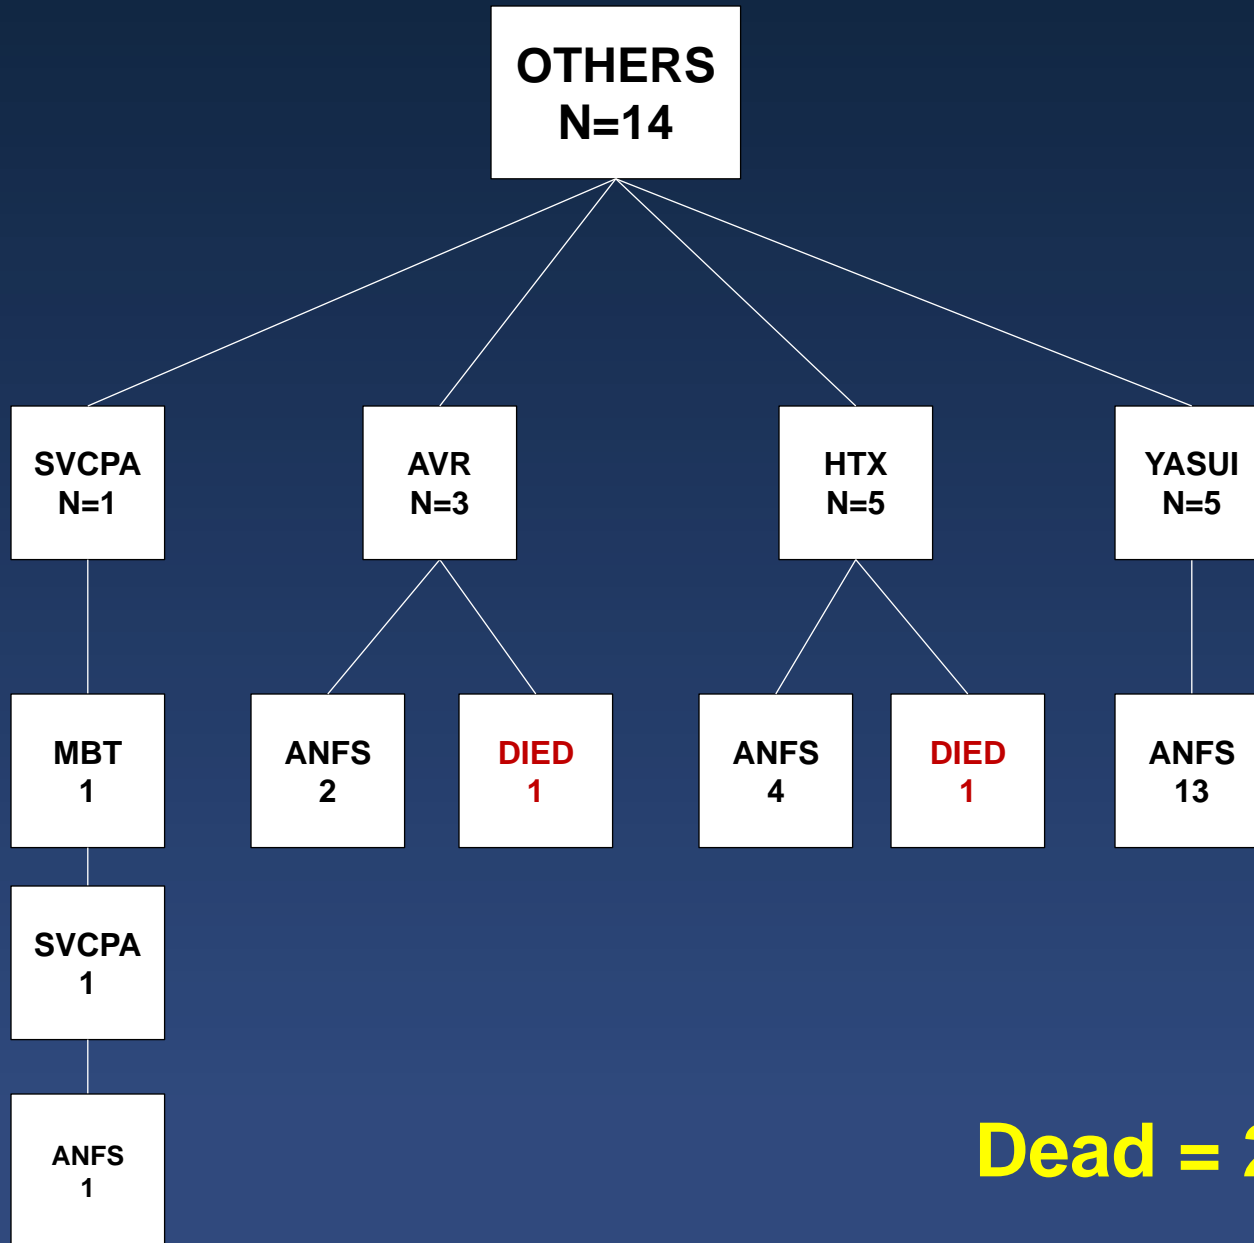 OTHERS
N=14
SVCPA
N=1
AVR
N=3
HTX
N=5
YASUI
N=5
MBT
1
ANFS
2
DIED
1
ANFS
4
DIED
1
ANFS
13
SVCPA
1
ANFS
1
Dead = 2